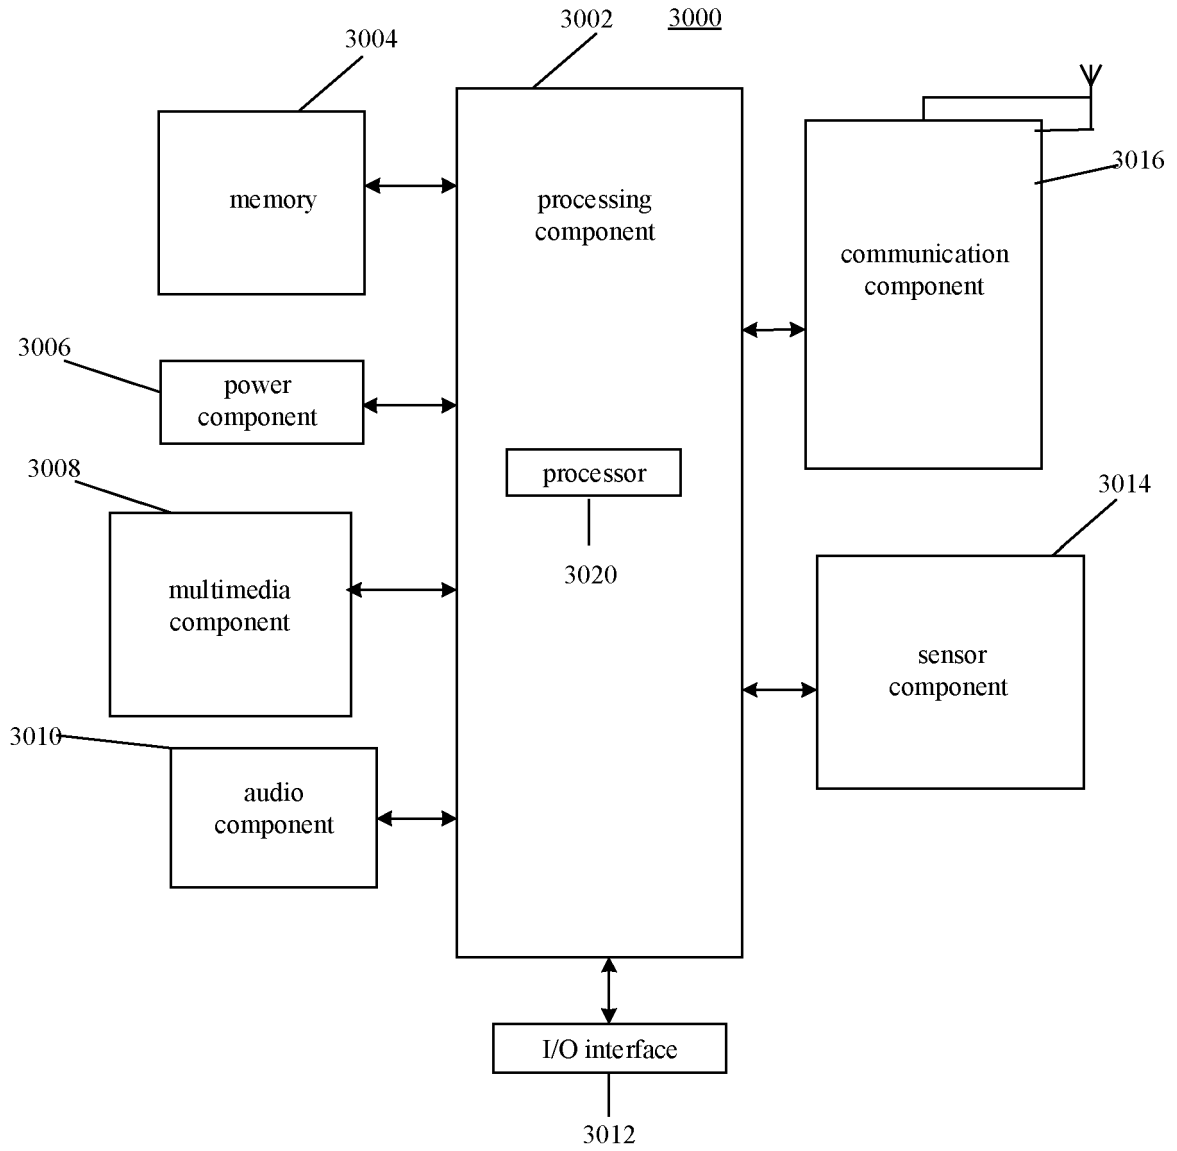 3002
3000
3004
3016
memory
processing
component
communication
component
3006
power
component
3008
processor
3014
3020
multimedia
component
sensor
component
3010
audio
component
I/O interface
3012